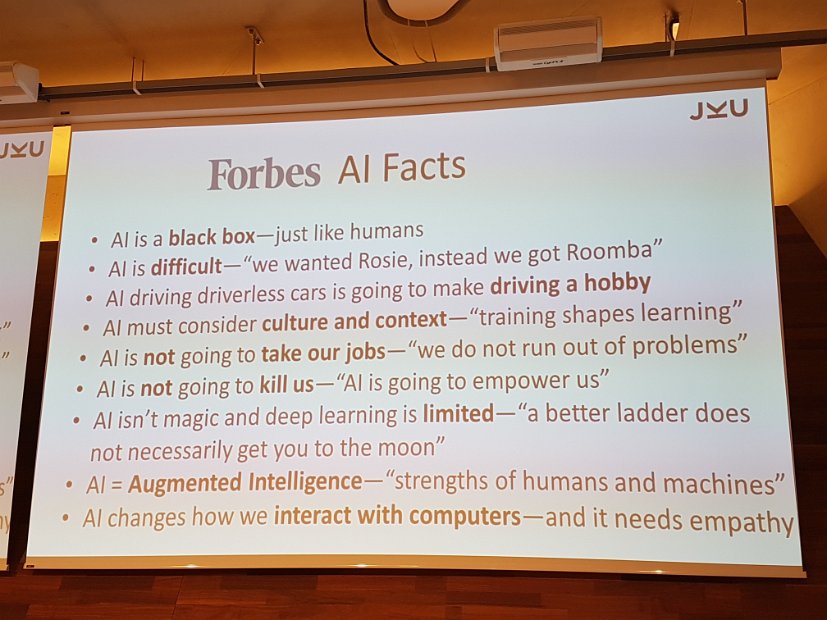 JKU
JKU
Forbes AI Facts
• AI is a black box—just like humans
• AI is difficult—“we wanted Rosie, instead we got Roomba”
• AI driving driverless cars is going to make driving a hobby
• AI must consider culture and context—“training shapes learning”
• AI is not going to take our jobs—“we do not run out of problems”
• AI is not going to kill us—“AI is going to empower us”
• AI isn’t magic and deep learning is limited—“a better ladder does
not necessarily get you to the moon”
• AI = Augmented Intelligence—“strengths of humans and machines”
• AI changes how we interact with computers—and it needs empathy